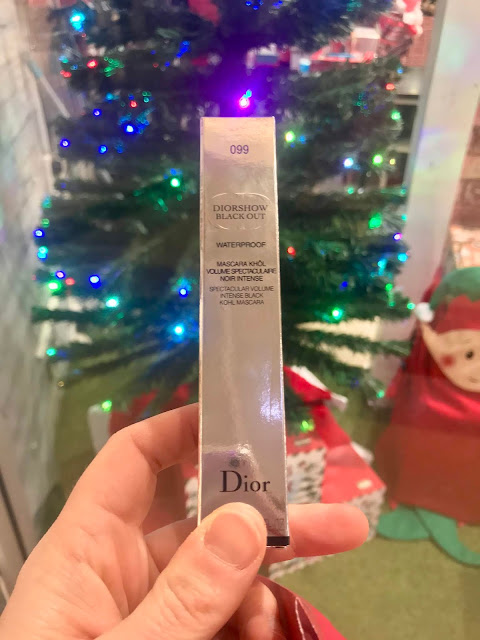 099
DIORSHOW
BLACK OUT
WATERPROOF
MASCARA KHÔL
VOLUME SPECTACULAIRE
NOIR INTENSE
SPECTACULAR VOLUME
INTENSE BLACK
KOHL MASCARA
Dior